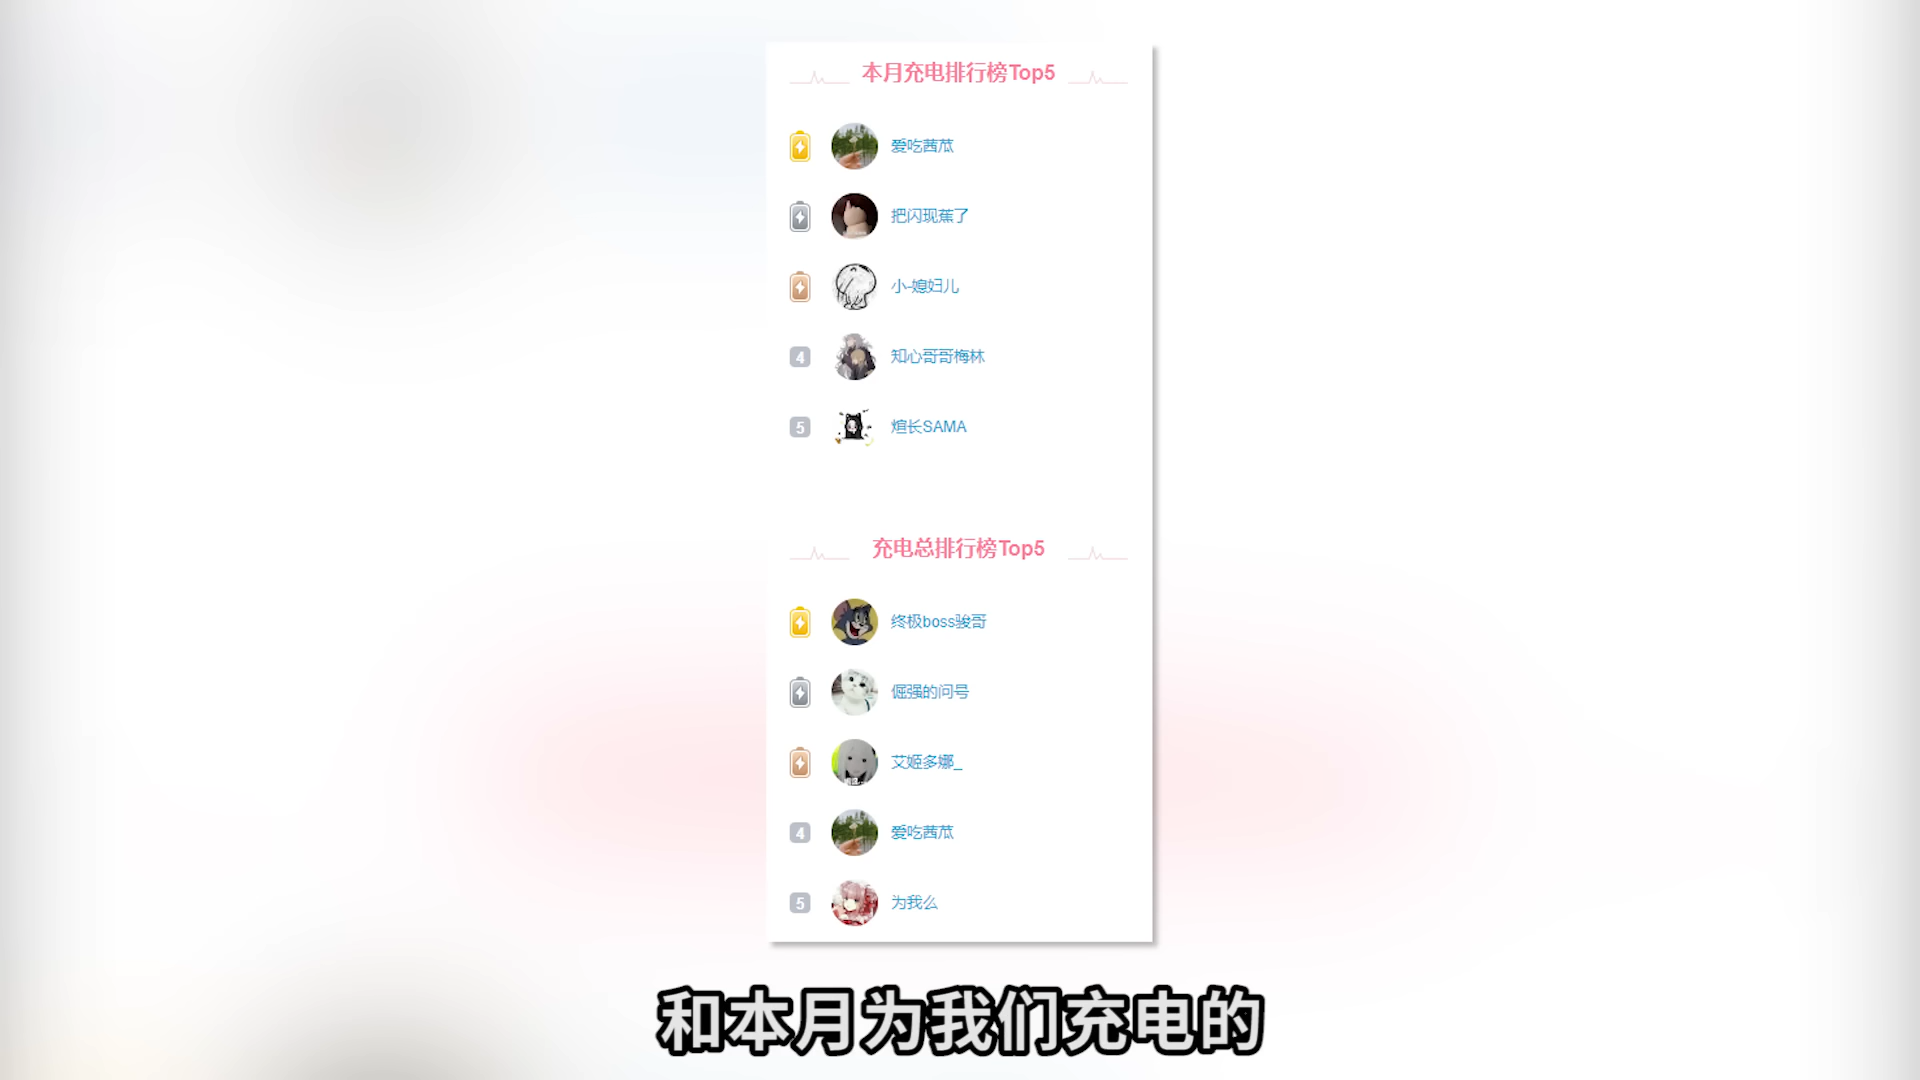 本月充电排行榜Top5
爱吃茜苽
把闪现蕉了
小-媳妇儿
4
知心哥哥梅林
5
煊长SAMA
充电总排行榜Top5
终极boss骏哥
倔强的问号
艾姬多娜_
4
爱吃茜苽
5
为我么
和本月为我们充电的